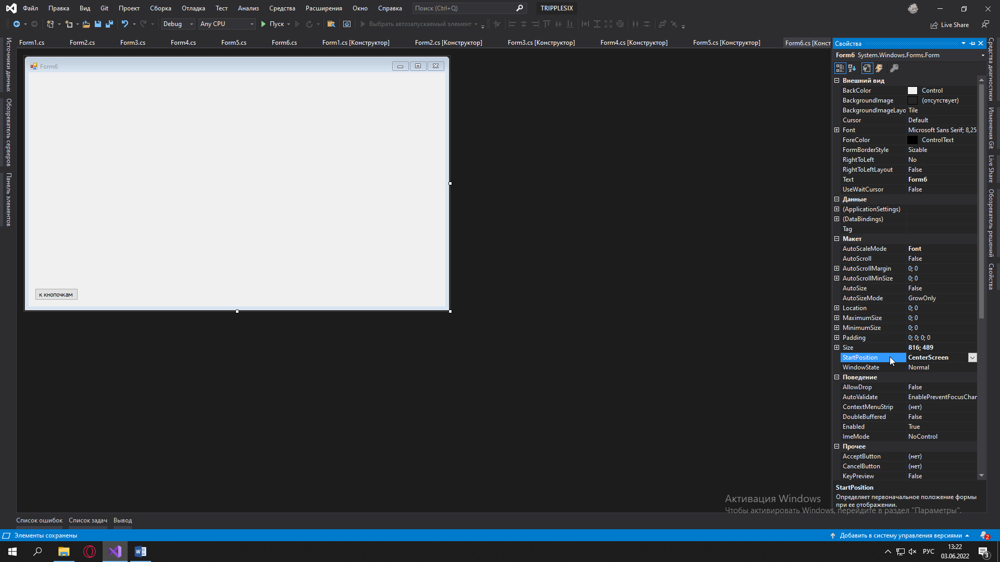 Файл Правка Вид Git Проект Сборка Отладка Тест Анализ Средства Расширения Окно Справка Поиск (Ctrl+Q) TRIPPLESIX
Debug Any CPU Пуск Выбрать автозапускаемый элемент Live Share
Form1.cs Form2.cs Form3.cs Form4.cs Form5.cs Form6.cs Form1.cs [Конструктор] Form2.cs [Конструктор] Form3.cs [Конструктор] Form4.cs [Конструктор] Form5.cs [Конструктор] Form6.cs [Конст
Источники данных
Обозреватель серверов
Панель элементов
Form6
к кнопочкам
Свойства
Form6 System.Windows.Forms.Form
Внешний вид
BackColor Control
BackgroundImage (отсутствует)
BackgroundImageLayo Tile
Cursor Default
Font Microsoft Sans Serif; 8,25
ForeColor ControlText
FormBorderStyle Sizable
RightToLeft No
RightToLeftLayout False
Text Form6
UseWaitCursor False
Данные
(ApplicationSettings)
(DataBindings)
Tag
Макет
AutoScaleMode Font
AutoScroll False
AutoScrollMargin 0; 0
AutoScrollMinSize 0; 0
AutoSize False
AutoSizeMode GrowOnly
Location 0; 0
MaximumSize 0; 0
MinimumSize 0; 0
Padding 0; 0; 0; 0
Size 816; 489
StartPosition CenterScreen
WindowState Normal
Поведение
AllowDrop False
AutoValidate EnablePreventFocusChan
ContextMenuStrip (нет)
DoubleBuffered False
Enabled True
ImeMode NoControl
Прочее
AcceptButton (нет)
CancelButton (нет)
KeyPreview False
StartPosition
Определяет первоначальное положение формы
при ее отображении.
Средства диагностики
Изменения Git
Live Share
Обозреватель решений
Свойства
Активация Windows
Чтобы активировать Windows, перейдите в раздел "Параметры".
Список ошибок Список задач Вывод
Элементы сохранены Добавить в систему управления версиями 2
РУС 13:22
03.06.2022 3